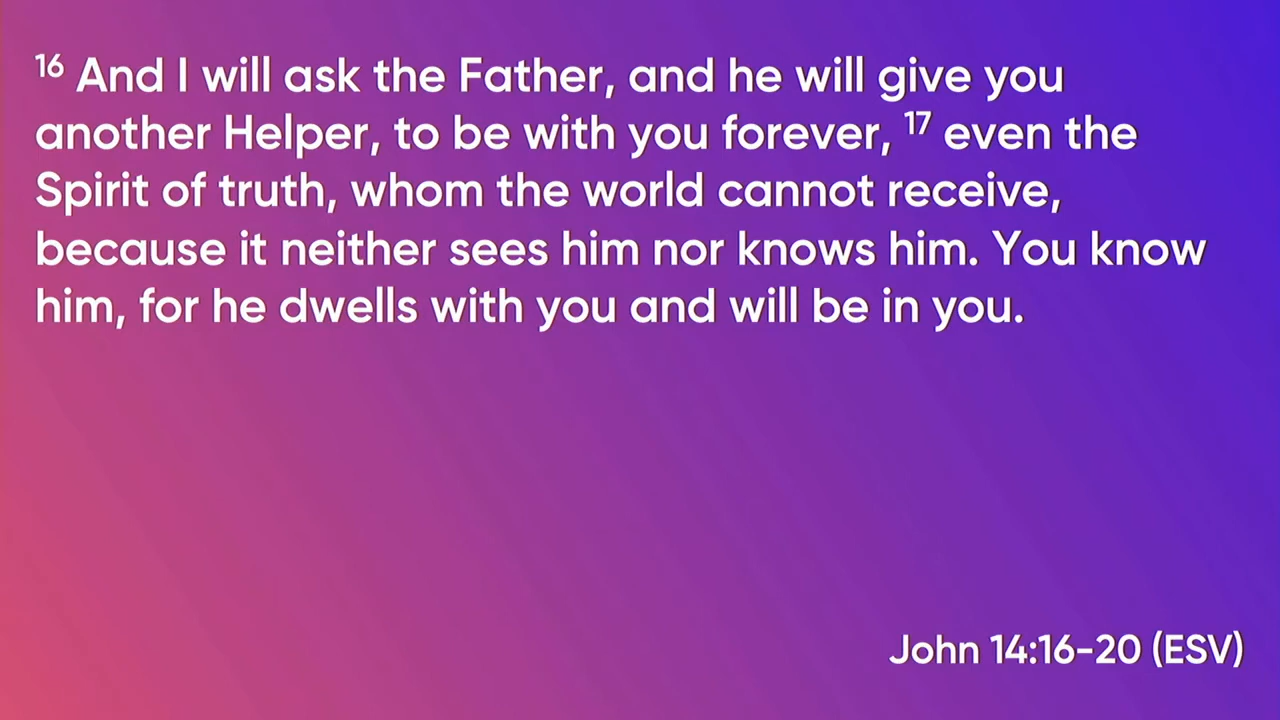 16 And I will ask the Father, and he will give you
another Helper, to be with you forever, 17 even the
Spirit of truth, whom the world cannot receive,
because it neither sees him nor knows him. You know
him, for he dwells with you and will be in you.
John 14:16-20 (ESV)